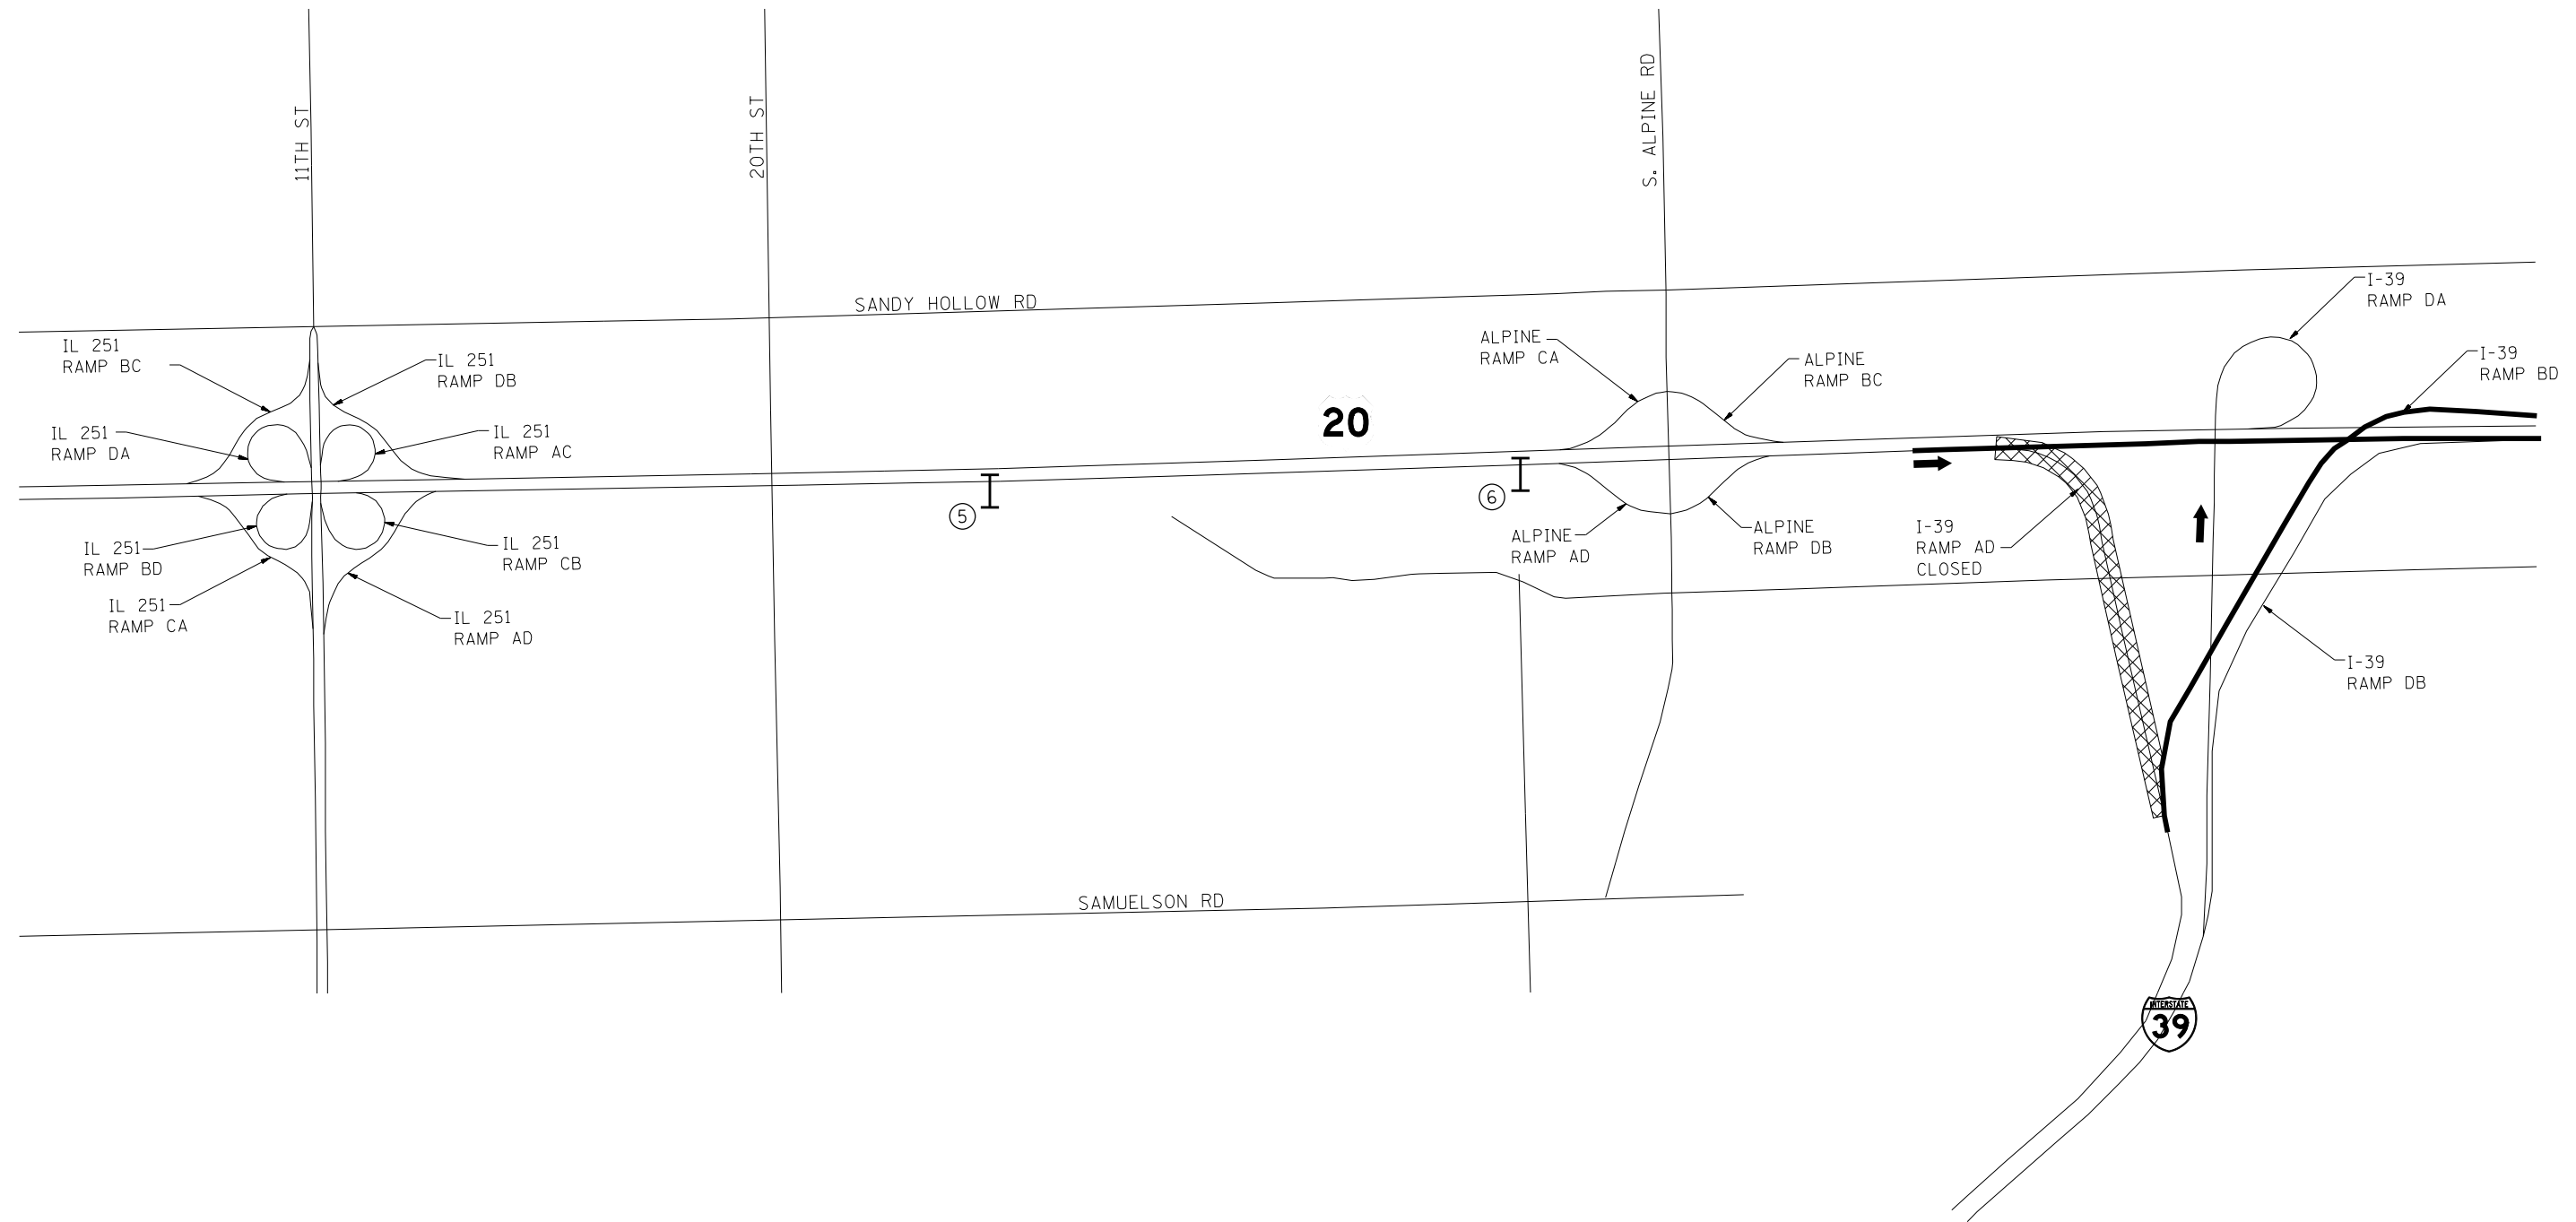 11TH ST
20TH ST
S. ALPINE RD
SANDY HOLLOW RD
IL 251
RAMP BC
IL 251
RAMP DB
IL 251
RAMP DA
IL 251
RAMP AC
IL 251
RAMP BD
IL 251
RAMP CB
IL 251
RAMP CA
IL 251
RAMP AD
5
20
6
ALPINE
RAMP CA
ALPINE
RAMP BC
ALPINE
RAMP AD
ALPINE
RAMP DB
I-39
RAMP DA
I-39
RAMP BD
I-39
RAMP AD
CLOSED
I-39
RAMP DB
SAMUELSON RD
INTERSTATE
39